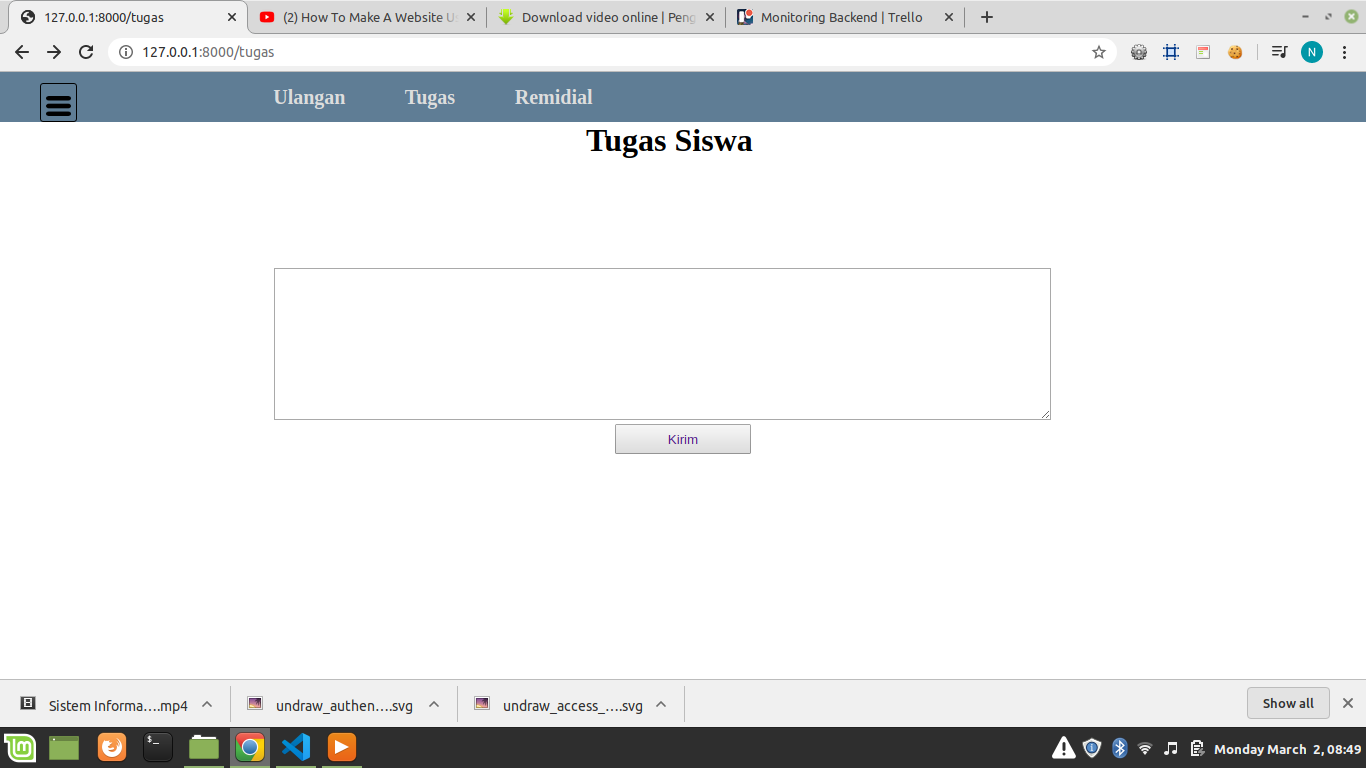 127.0.0.1:8000/tugas
(2) How To Make A Website U
Download video online | Peng
Monitoring Backend | Trello
127.0.0.1:8000/tugas
N
Ulangan Tugas Remidial
Tugas Siswa
Kirim
Sistem Informa....mp4
undraw_authen....svg
undraw_access_....svg
Show all
Monday March 2, 08:49